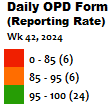 Daily OPD Form
(Reporting Rate)
Wk 42, 2024
0 - 85 (6)
85 - 95 (6)
95 - 100 (24)